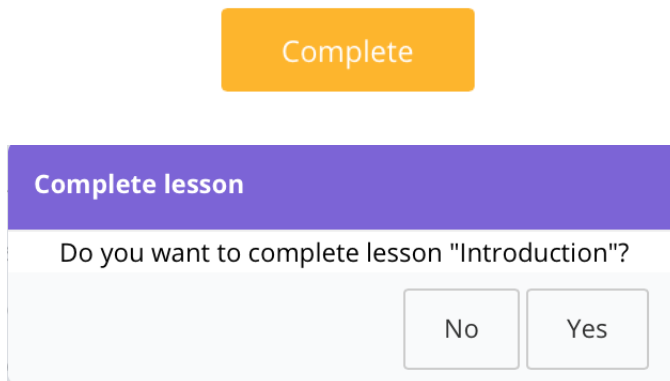 Complete
Complete lesson
Do you want to complete lesson "Introduction"?
No Yes